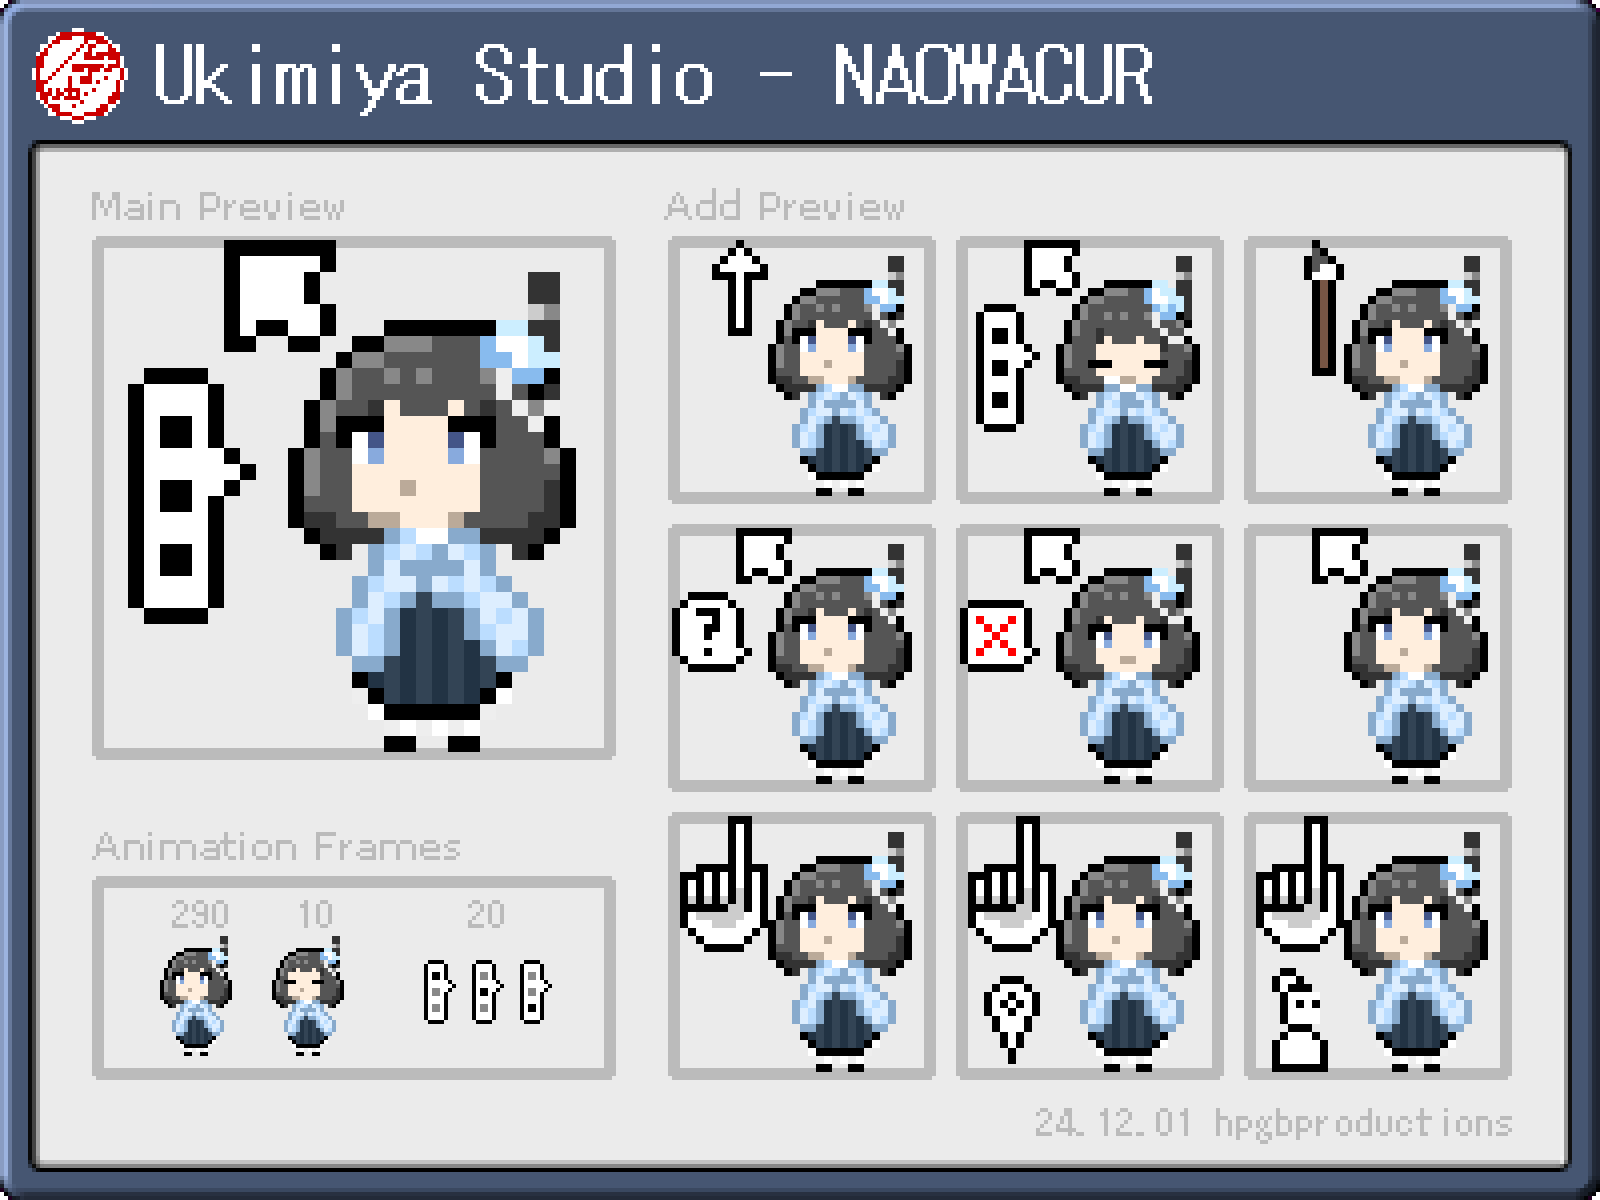 Ukimiya Studio - NAOWACUR
Main Preview
Add Preview
?
Animation Frames
290 10 20
24.12.01 hpgbproductions